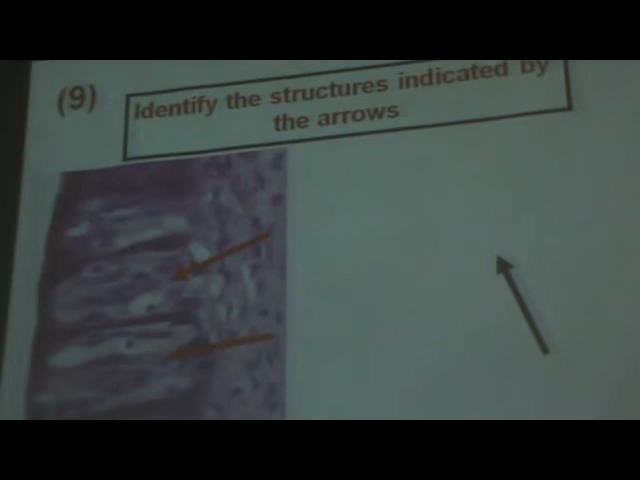 (9)
Identify the structures indicated by
the arrows